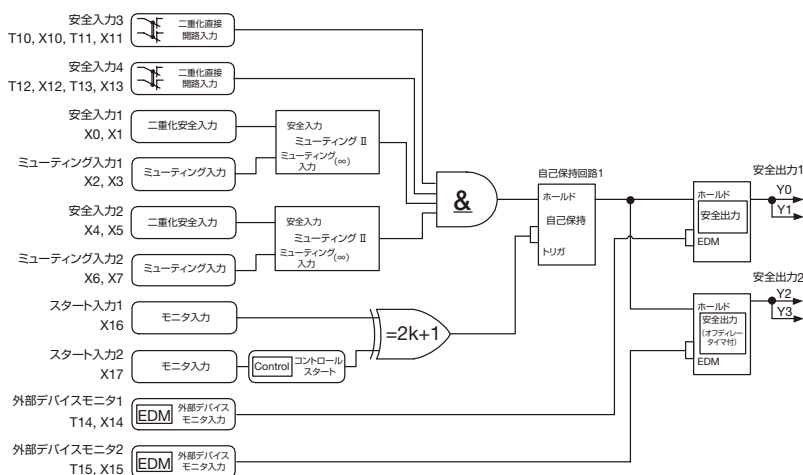 安全入力3
T10, X10, T11, X11
二重化直接
開路入力
安全入力4
T12, X12, T13, X13
二重化直接
開路入力
安全入力1
X0, X1
二重化安全入力
ミューティング入力1
X2, X3
ミューティング入力
安全入力
ミューティング II
ミューティング(∞)
入力
安全入力2
X4, X5
二重化安全入力
ミューティング入力2
X6, X7
ミューティング入力
安全入力
ミューティング II
ミューティング(∞)
入力
&
スタート入力1
X16
モニタ入力
スタート入力2
X17
モニタ入力
Control
コントロール
スタート
=2k+1
自己保持回路1
ホールド
自己保持
トリガ
安全出力1
ホールド
安全出力
EDM
Y0
Y1
安全出力2
ホールド
安全出力
(オフディレー
タイマ付)
EDM
Y2
Y3
外部デバイスモニタ1
T14, X14
EDM
外部デバイス
モニタ入力
外部デバイスモニタ2
T15, X15
EDM
外部デバイス
モニタ入力